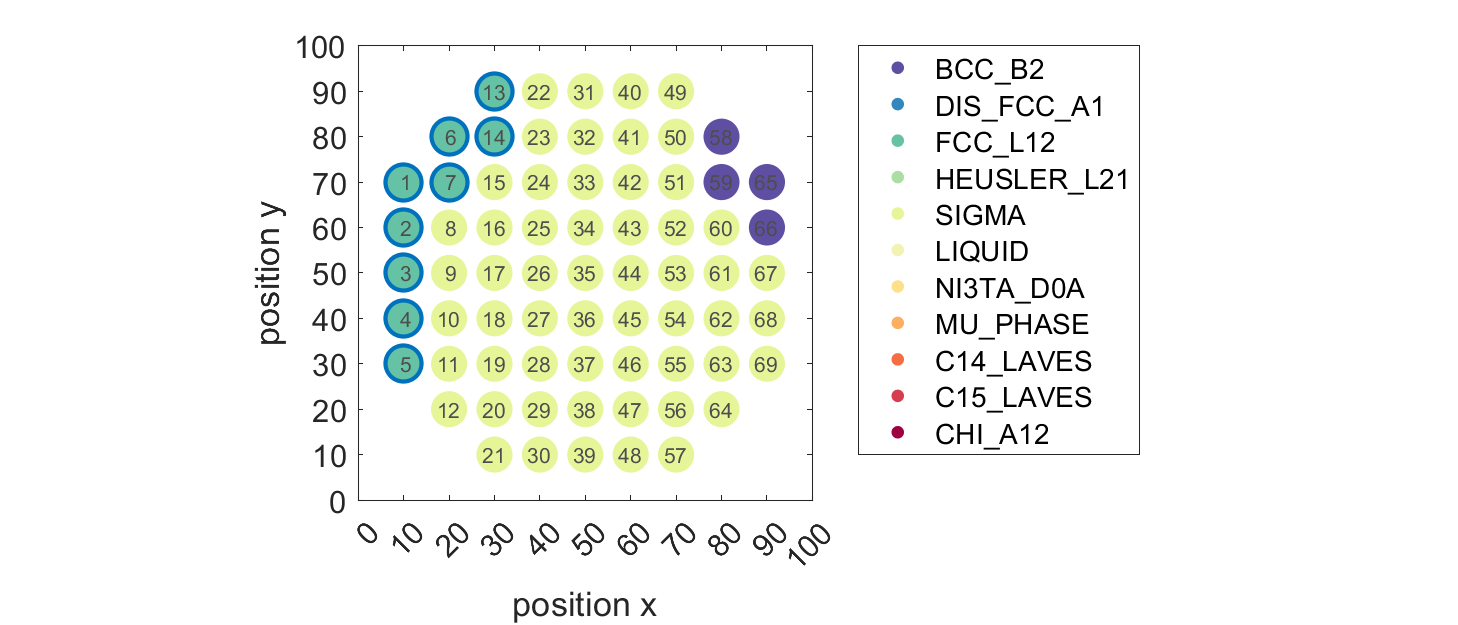 100
90
80
70
60
50
40
30
20
10
0
position y
13 22 31 40 49
6 14 23 32 41 50 58
1 7 15 24 33 42 51 59 65
2 8 16 25 34 43 52 60 66
3 9 17 26 35 44 53 61 67
4 10 18 27 36 45 54 62 68
5 11 19 28 37 46 55 63 69
12 20 29 38 47 56 64
21 30 39 48 57
0 10 20 30 40 50 60 70 80 90 100
position x
BCC_B2
DIS_FCC_A1
FCC_L12
HEUSLER_L21
SIGMA
LIQUID
NI3TA_D0A
MU_PHASE
C14_LAVES
C15_LAVES
CHI_A12